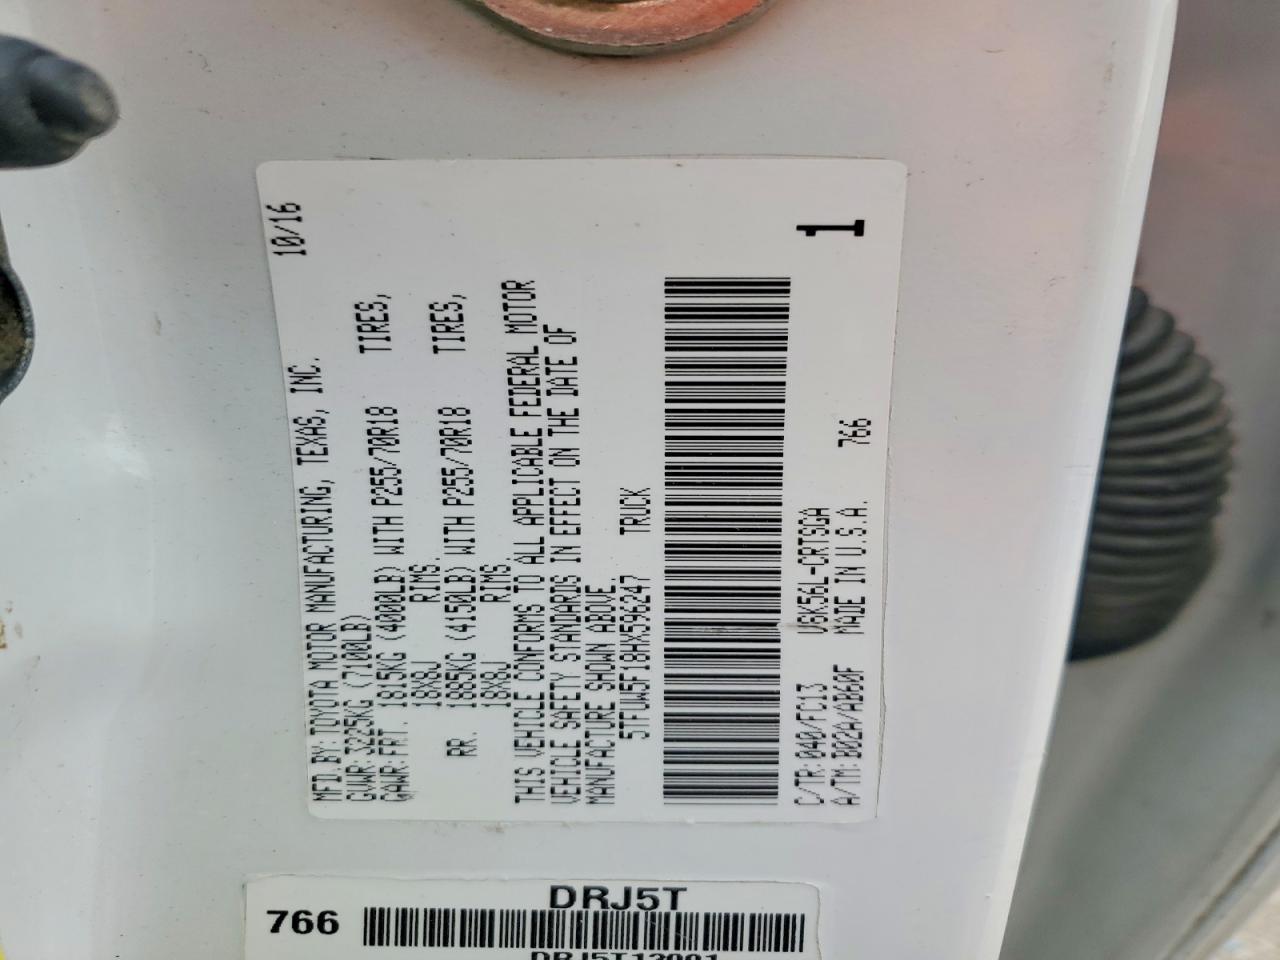 MFD.BY:TOYOTA MOTOR MANUFACTURING, TEXAS, INC. 10/16
GVWR:3225KG (7100LB)
GAWR:FRT. 1815KG (4000LB) WITH P255/70R18 TIRES,
18X8J RIMS.
RR. 1885KG (4150LB) WITH P255/70R18 TIRES,
18X8J RIMS.
THIS VEHICLE CONFORMS TO ALL APPLICABLE FEDERAL MOTOR
VEHICLE SAFETY STANDARDS IN EFFECT ON THE DATE OF
MANUFACTURE SHOWN ABOVE.
5TFUW5F18HX596247 TRUCK
C/TR:040/FC13 USK56L-CRTSGA
A/TM:B02A/AB60F MADE IN U.S.A. 766
1
DRJ5T
766